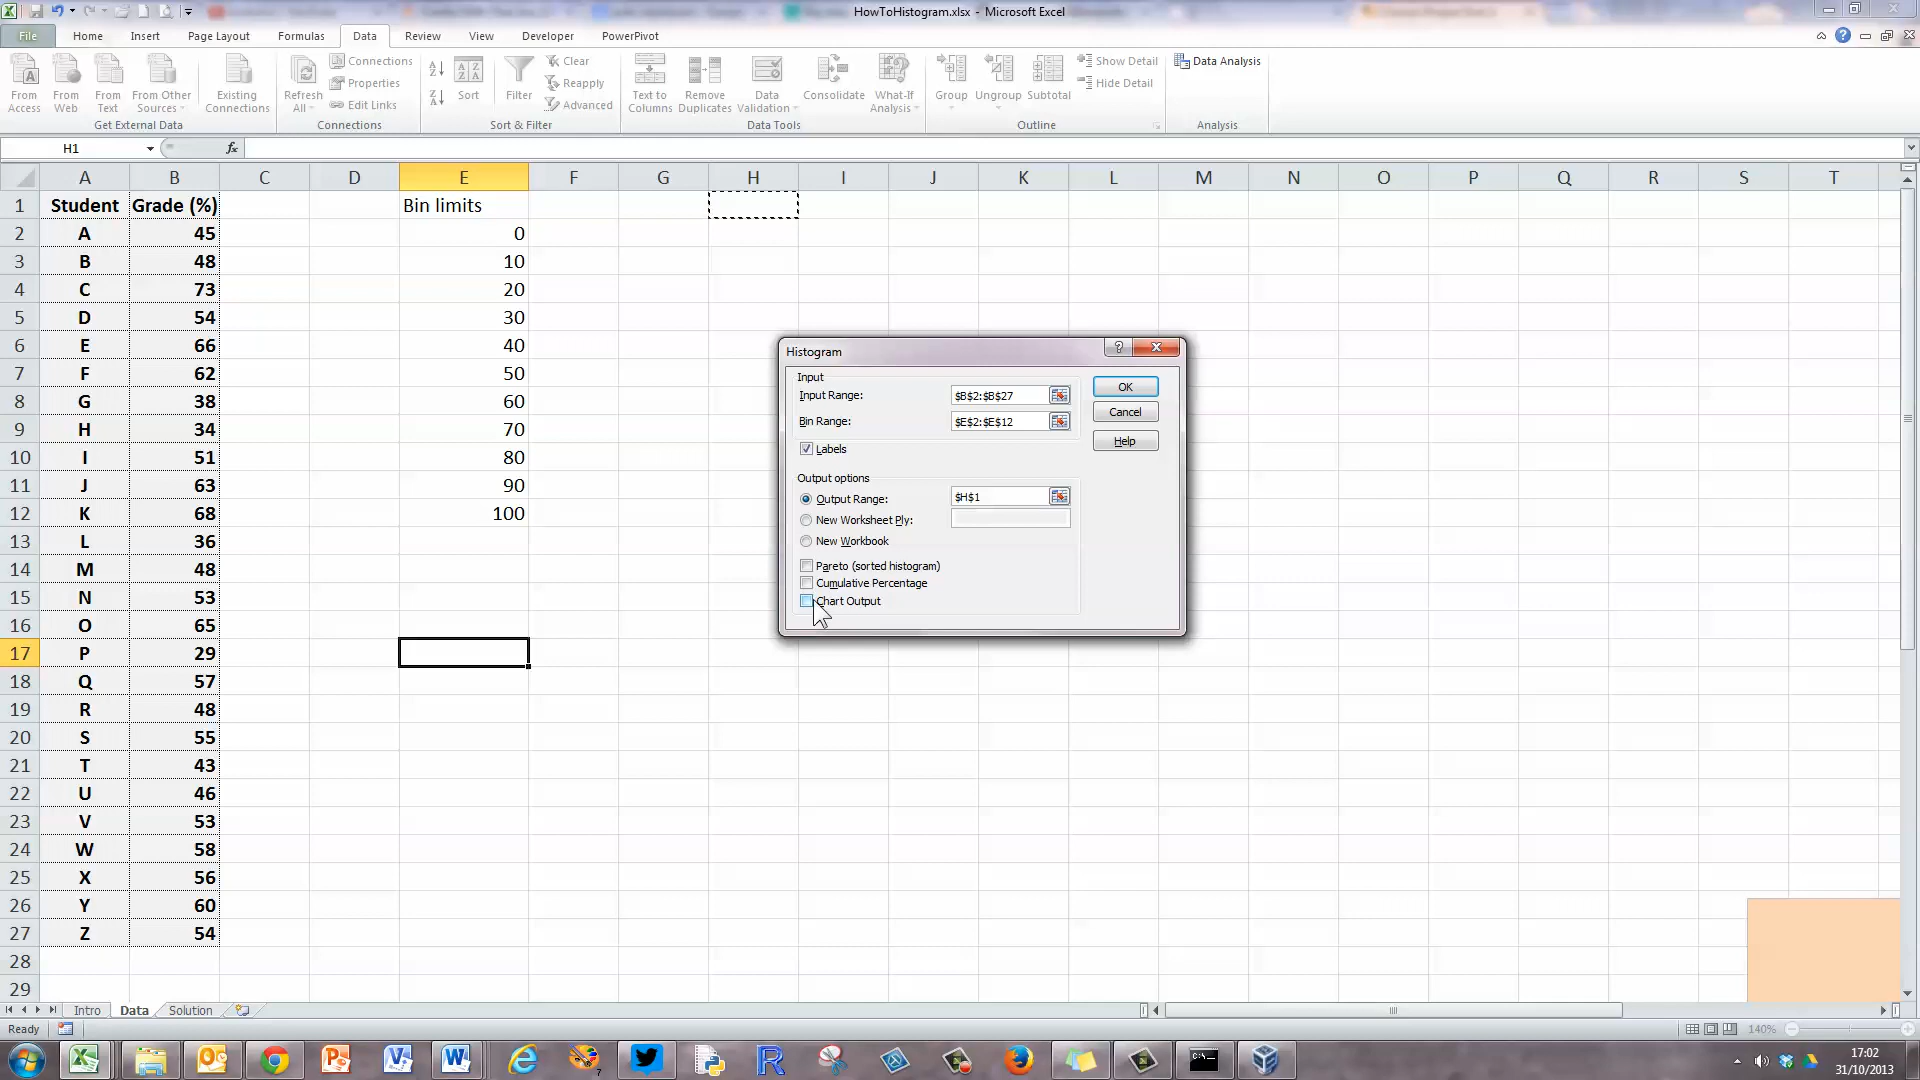 HowToHistogram.xlsx - Microsoft Excel
File Home Insert Page Layout Formulas Data Review View Developer PowerPivot
From Access
From Web
From Text
From Other Sources
Existing Connections
Get External Data
Refresh All
Connections
Properties
Edit Links
Connections
Sort
Filter
Clear
Reapply
Advanced
Sort & Filter
Text to Columns
Remove Duplicates
Data Validation
Consolidate
What-If Analysis
Data Tools
Group
Ungroup
Subtotal
Show Detail
Hide Detail
Outline
Data Analysis
Analysis
H1 fx
A B C D E F G H I J K L M N O P Q R S T
1 Student Grade (%) Bin limits
2 A 45 0
3 B 48 10
4 C 73 20
5 D 54 30
6 E 66 40
7 F 62 50
8 G 38 60
9 H 34 70
10 I 51 80
11 J 63 90
12 K 68 100
13 L 36
14 M 48
15 N 53
16 O 65
17 P 29
18 Q 57
19 R 48
20 S 55
21 T 43
22 U 46
23 V 53
24 W 58
25 X 56
26 Y 60
27 Z 54
28
29
Histogram
Input
Input Range: $B$2:$B$27
Bin Range: $E$2:$E$12
Labels
Output options
Output Range: $H$1
New Worksheet Ply:
New Workbook
Pareto (sorted histogram)
Cumulative Percentage
Chart Output
OK
Cancel
Help
Intro Data Solution
Ready
140%
17:02
31/10/2013